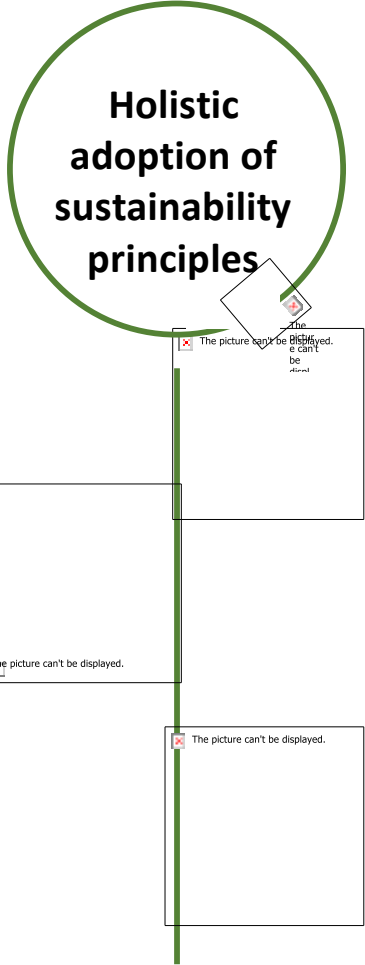 Holistic
adoption of
sustainability
principles
The
pictur
e can't
be
displ
The picture can't be displayed.
e picture can't be displayed.
The picture can't be displayed.